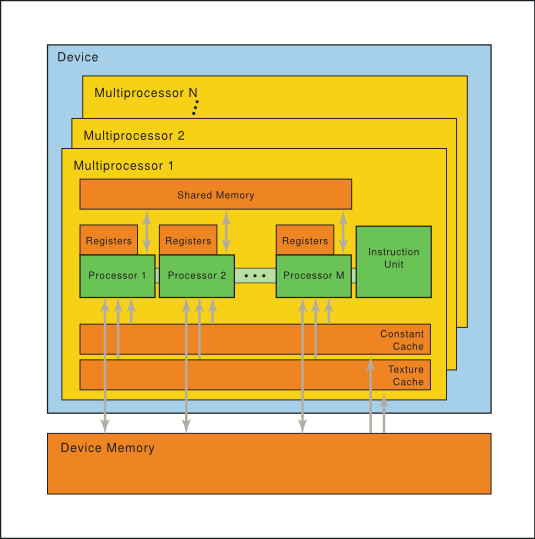 Device
Multiprocessor N
Multiprocessor 2
Multiprocessor 1
Shared Memory
Registers
Registers
Registers
Instruction
Unit
Processor 1
Processor 2
Processor M
Constant
Cache
Texture
Cache
Device Memory